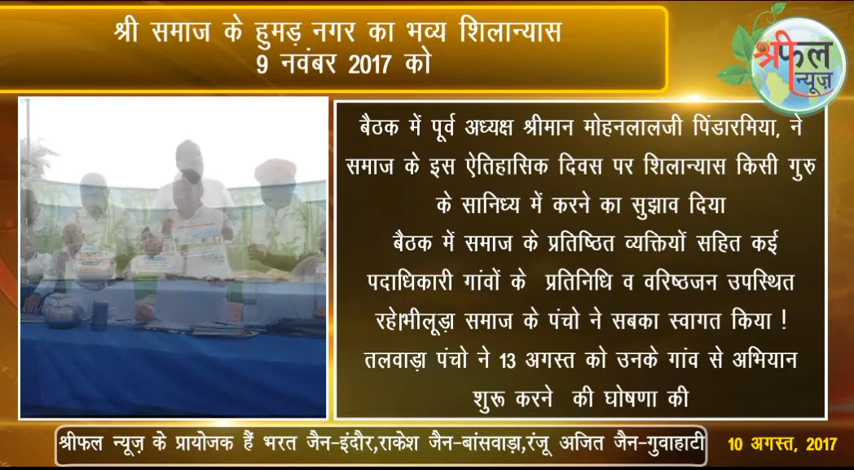 श्री समाज के हुमड़ नगर का भव्य शिलान्यास
9 नवंबर 2017 को
श्रीफल
न्यूज़
बैठक में पूर्व अध्यक्ष श्रीमान मोहनलालजी पिंडारमिया, ने
समाज के इस ऐतिहासिक दिवस पर शिलान्यास किसी गुरु
के सानिध्य में करने का सुझाव दिया
बैठक में समाज के प्रतिष्ठित व्यक्तियों सहित कई
पदाधिकारी गांवों के प्रतिनिधि व वरिष्ठजन उपस्थित
रहे।भीलूड़ा समाज के पंचो ने सबका स्वागत किया !
तलवाड़ा पंचो ने 13 अगस्त को उनके गांव से अभियान
शुरू करने की घोषणा की
श्रीफल न्यूज़ के प्रायोजक हैं भरत जैन-इंदौर,राकेश जैन-बांसवाड़ा,रंजू अजित जैन-गुवाहाटी
10 अगस्त, 2017